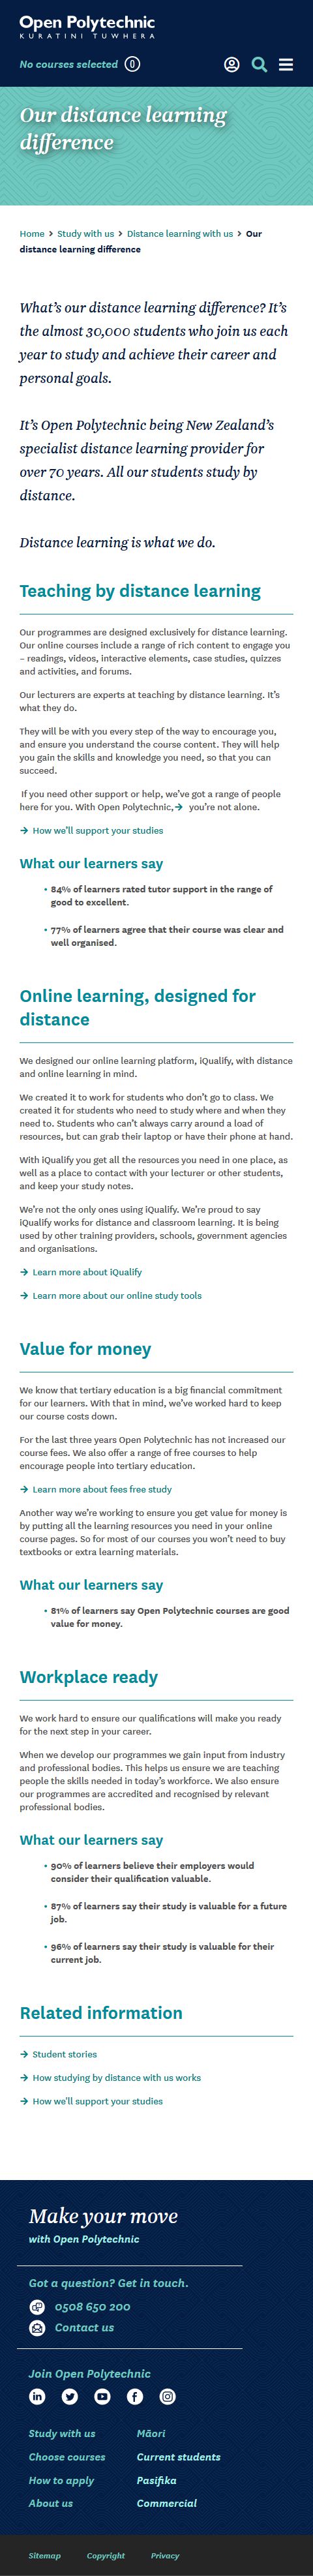 Open Polytechnic
KURATINI TUWHERA
No courses selected 0
Our distance learning
difference
Home > Study with us > Distance learning with us > Our
distance learning difference
What's our distance learning difference? It's
the almost 30,000 students who join us each
year to study and achieve their career and
personal goals.
It's Open Polytechnic being New Zealand's
specialist distance learning provider for
over 70 years. All our students study by
distance.
Distance learning is what we do.
Teaching by distance learning
Our programmes are designed exclusively for distance learning.
Our online courses include a range of rich content to engage you
– readings, videos, interactive elements, case studies, quizzes
and activities, and forums.
Our lecturers are experts at teaching by distance learning. It's
what they do.
They will be with you every step of the way to encourage you,
and ensure you understand the course content. They will help
you gain the skills and knowledge you need, so that you can
succeed.
If you need other support or help, we've got a range of people
here for you. With Open Polytechnic,→ you're not alone.
→ How we'll support your studies
What our learners say
• 84% of learners rated tutor support in the range of
good to excellent.
• 77% of learners agree that their course was clear and
well organised.
Online learning, designed for
distance
We designed our online learning platform, iQualify, with distance
and online learning in mind.
We created it to work for students who don't go to class. We
created it for students who need to study where and when they
need to. Students who can't always carry around a load of
resources, but can grab their laptop or have their phone at hand.
With iQualify you get all the resources you need in one place, as
well as a place to contact with your lecturer or other students,
and keep your study notes.
We're not the only ones using iQualify. We're proud to say
iQualify works for distance and classroom learning. It is being
used by other training providers, schools, government agencies
and organisations.
→ Learn more about iQualify
→ Learn more about our online study tools
Value for money
We know that tertiary education is a big financial commitment
for our learners. With that in mind, we've worked hard to keep
our course costs down.
For the last three years Open Polytechnic has not increased our
course fees. We also offer a range of free courses to help
encourage people into tertiary education.
→ Learn more about fees free study
Another way we're working to ensure you get value for money is
by putting all the learning resources you need in your online
course pages. So for most of our courses you won't need to buy
textbooks or extra learning materials.
What our learners say
• 81% of learners say Open Polytechnic courses are good
value for money.
Workplace ready
We work hard to ensure our qualifications will make you ready
for the next step in your career.
When we develop our programmes we gain input from industry
and professional bodies. This helps us ensure we are teaching
people the skills needed in today's workforce. We also ensure
our programmes are accredited and recognised by relevant
professional bodies.
What our learners say
• 90% of learners believe their employers would
consider their qualification valuable.
• 87% of learners say their study is valuable for a future
job.
• 96% of learners say their study is valuable for their
current job.
Related information
→ Student stories
→ How studying by distance with us works
→ How we'll support your studies
Make your move
with Open Polytechnic
Got a question? Get in touch.
0508 650 200
Contact us
Join Open Polytechnic
Study with us Māori
Choose courses Current students
How to apply Pasifika
About us Commercial
Sitemap Copyright Privacy